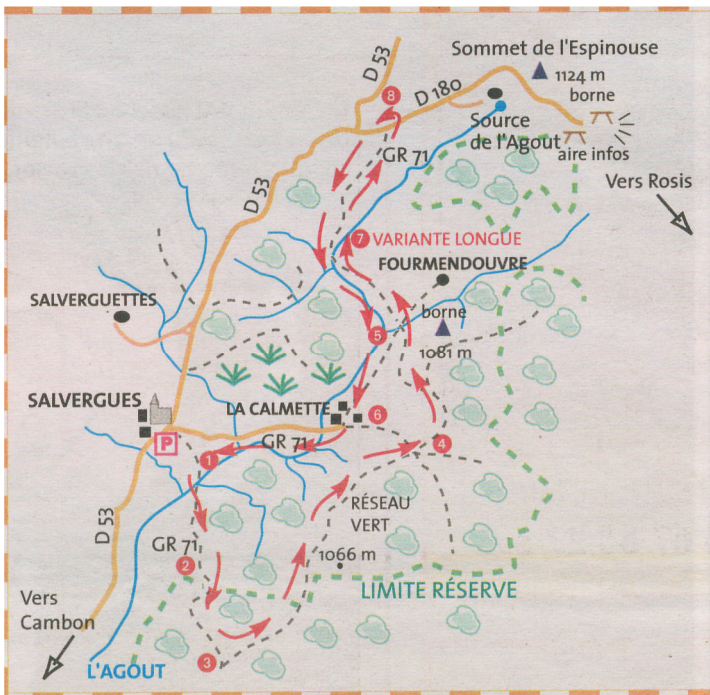 D 53
Sommet de l'Espinouse
1124 m
borne
8
D 180
Source
de l'Agout
aire infos
GR 71
D 53
Vers Rosis
7 VARIANTE LONGUE
FOURMENDOUVRE
SALVERGUETTES
borne
5
1081 m
SALVERGUES
LA CALMETTE
6
P
GR 71
1
4
RÉSEAU
VERT
D 53
GR 71
2
1066 m
LIMITE RÉSERVE
Vers
Cambon
3
L'AGOUT